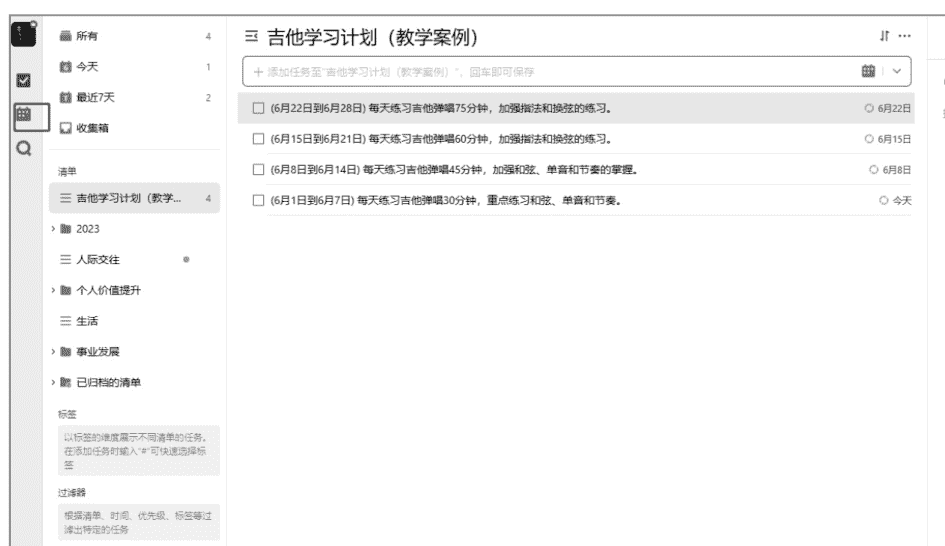 所有 4
今天 1
最近7天 2
收集箱
清单
吉他学习计划（教学... 4
2023
人际交往
个人价值提升
生活
事业发展
已归档的清单
标签
以标签的维度展示不同清单的任务。
在添加任务时输入"#"可快速选择标
签
过滤器
根据清单、时间、优先级、标签等过
滤出特定的任务
吉他学习计划（教学案例）
添加任务至"吉他学习计划（教学案例）"，回车即可保存
(6月22日到6月28日) 每天练习吉他弹唱75分钟，加强指法和换弦的练习。 6月22日
(6月15日到6月21日) 每天练习吉他弹唱60分钟，加强指法和换弦的练习。 6月15日
(6月8日到6月14日) 每天练习吉他弹唱45分钟，加强和弦、单音和节奏的掌握。 6月8日
(6月1日到6月7日) 每天练习吉他弹唱30分钟，重点练习和弦、单音和节奏。 今天